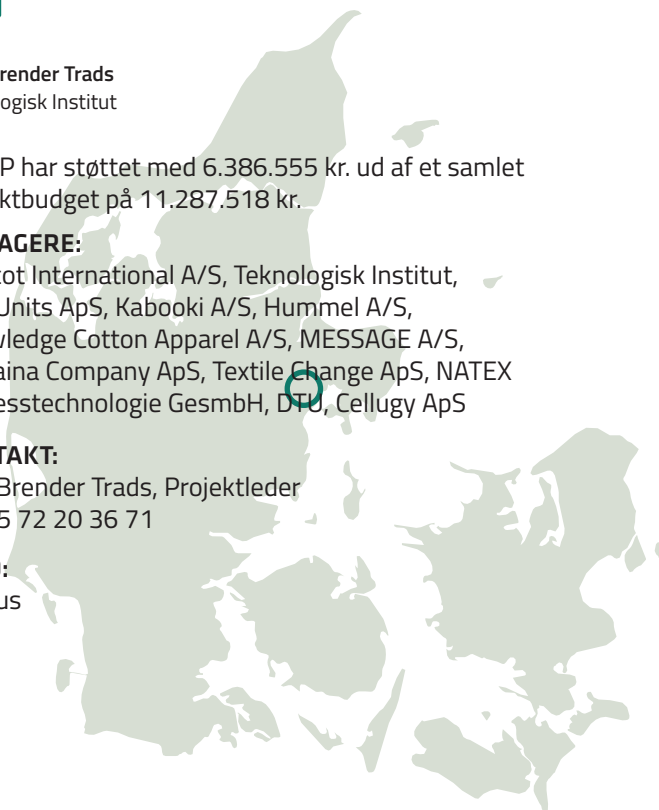 render Trads
ogisk Institut
P har støttet med 6.386.555 kr. ud af et samlet
ktbudget på 11.287.518 kr.
AGERE:
ot International A/S, Teknologisk Institut,
Units ApS, Kabooki A/S, Hummel A/S,
ledge Cotton Apparel A/S, MESSAGE A/S,
aina Company ApS, Textile Change ApS, NATEX
esstechnologie GesmbH, DTU, Cellugy ApS
TAKT:
Brender Trads, Projektleder
5 72 20 36 71
:
us